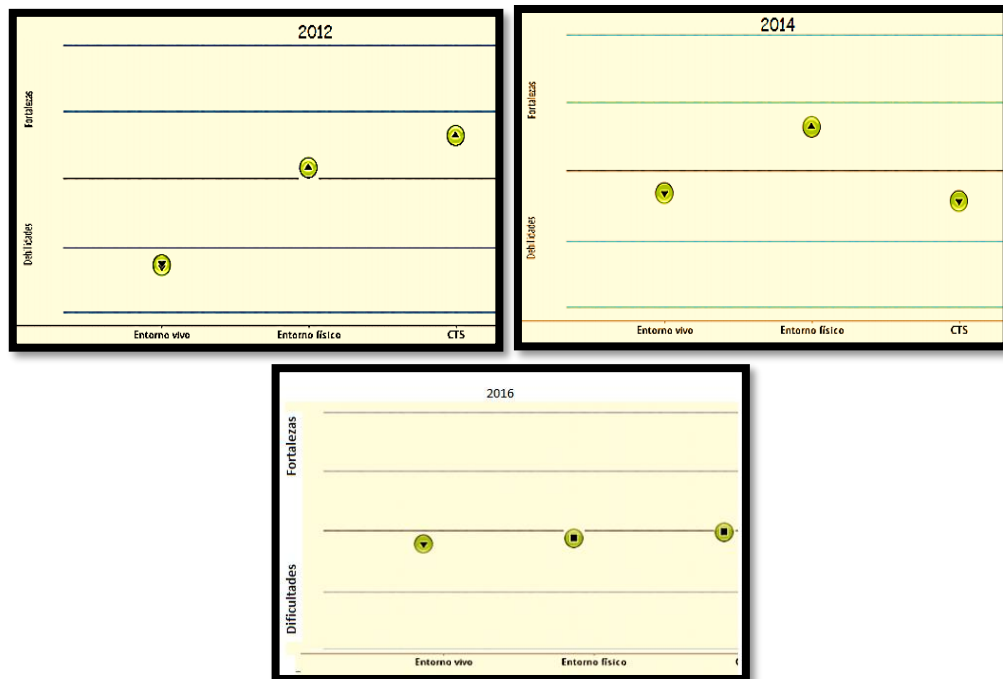 2012
Fortalezas
Debilidades
Entorno vivo
Entorno físico
CTS
2014
Fortalezas
Debilidades
Entorno vivo
Entorno físico
CTS
2016
Fortalezas
Dificultades
Entorno vivo
Entorno físico